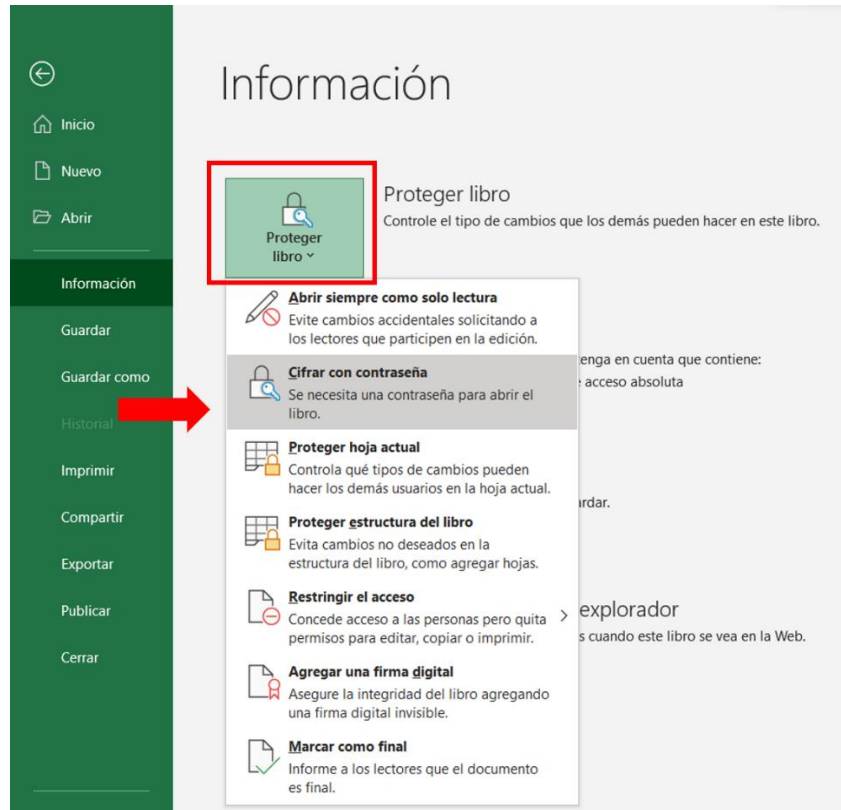 Información
Inicio
Nuevo
Abrir
Información
Guardar
Guardar como
Historial
Imprimir
Compartir
Exportar
Publicar
Cerrar
Proteger
libro
Proteger libro
Controle el tipo de cambios que los demás pueden hacer en este libro.
Abrir siempre como solo lectura
Evite cambios accidentales solicitando a
los lectores que participen en la edición.
Cifrar con contraseña
Se necesita una contraseña para abrir el
libro.
Proteger hoja actual
Controla qué tipos de cambios pueden
hacer los demás usuarios en la hoja actual.
Proteger estructura del libro
Evita cambios no deseados en la
estructura del libro, como agregar hojas.
Restringir el acceso
Concede acceso a las personas pero quita
permisos para editar, copiar o imprimir.
Agregar una firma digital
Asegure la integridad del libro agregando
una firma digital invisible.
Marcar como final
Informe a los lectores que el documento
es final.
enga en cuenta que contiene:
acceso absoluta
rdar.
explorador
s cuando este libro se vea en la Web.